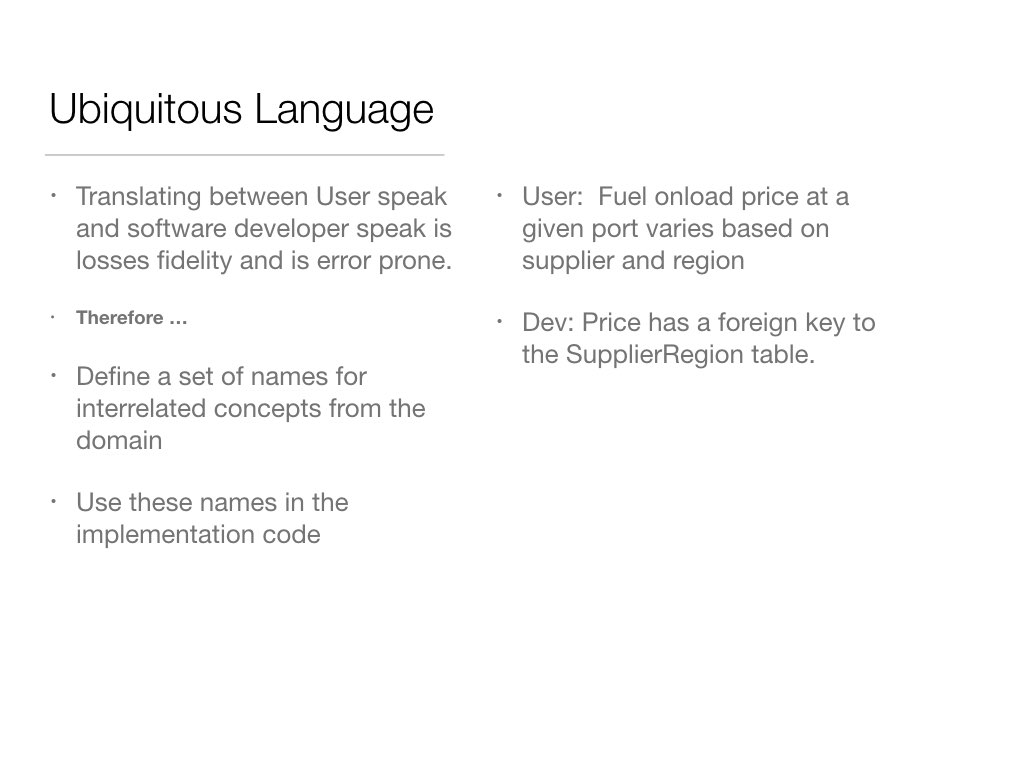 Ubiquitous Language
• Translating between User speak
and software developer speak is
losses fidelity and is error prone.
• Therefore …
• Define a set of names for
interrelated concepts from the
domain
• Use these names in the
implementation code
• User:  Fuel onload price at a
given port varies based on
supplier and region
• Dev: Price has a foreign key to
the SupplierRegion table.